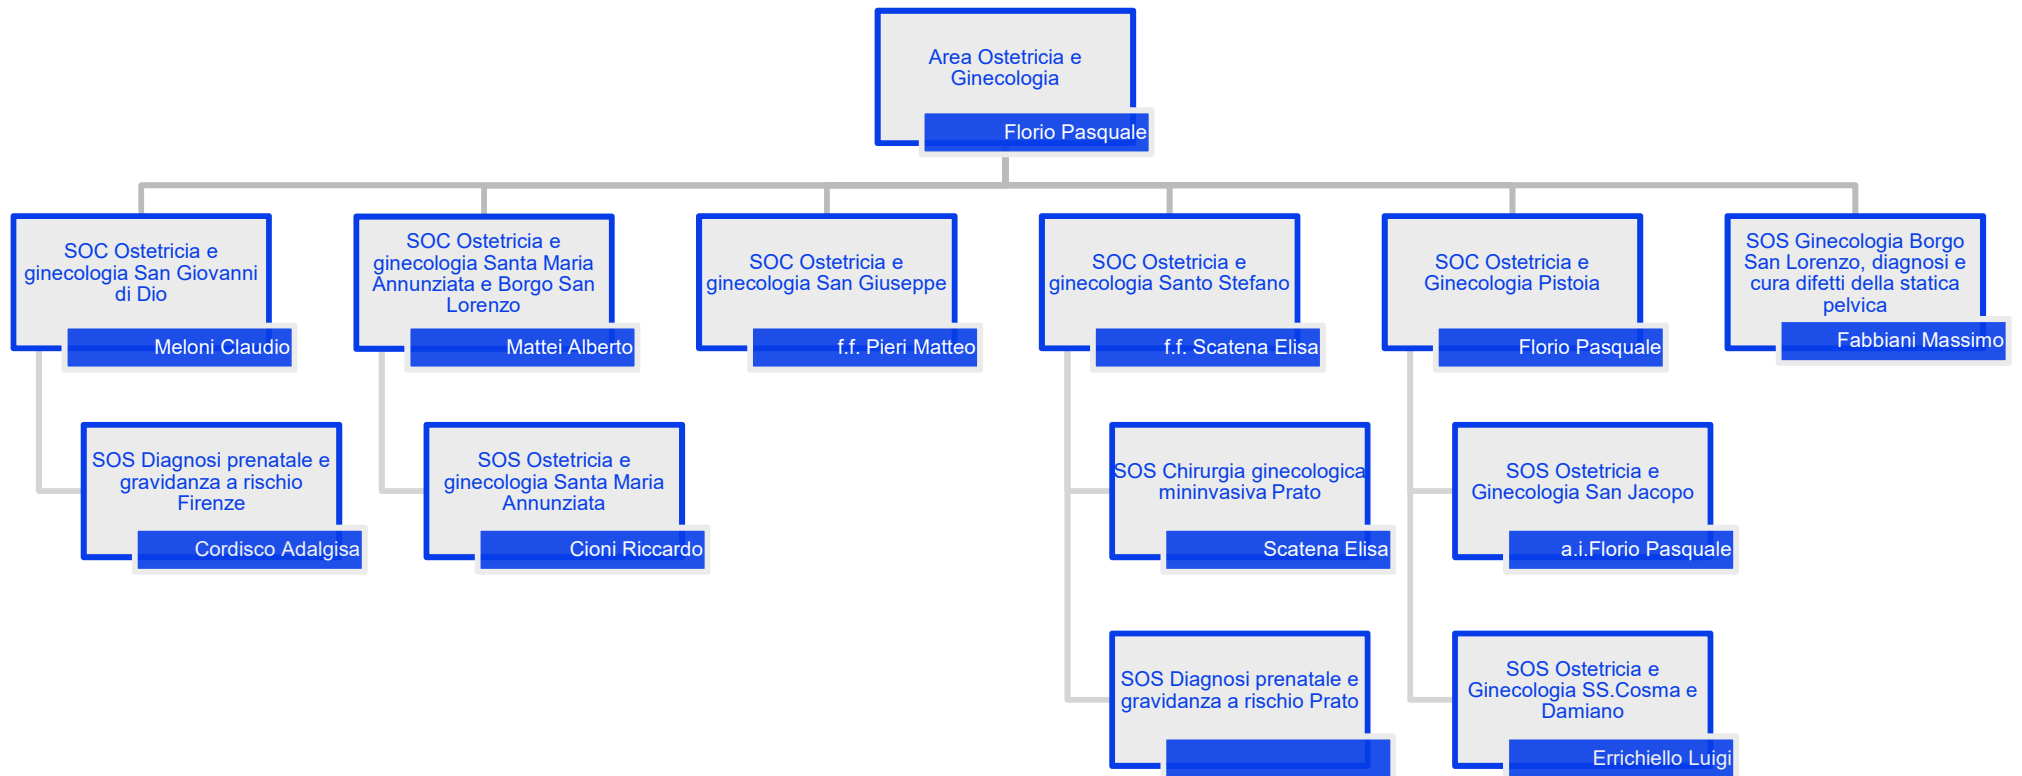 Area Ostetricia e
Ginecologia
Florio Pasquale
SOC Ostetricia e
ginecologia San Giovanni
di Dio
Meloni Claudio
SOC Ostetricia e
ginecologia Santa Maria
Annunziata e Borgo San
Lorenzo
Mattei Alberto
SOC Ostetricia e
ginecologia San Giuseppe
f.f. Pieri Matteo
SOC Ostetricia e
ginecologia Santo Stefano
f.f. Scatena Elisa
SOC Ostetricia e
Ginecologia Pistoia
Florio Pasquale
SOS Ginecologia Borgo
San Lorenzo, diagnosi e
cura difetti della statica
pelvica
Fabbiani Massimo
SOS Diagnosi prenatale e
gravidanza a rischio
Firenze
Cordisco Adalgisa
SOS Ostetricia e
ginecologia Santa Maria
Annunziata
Cioni Riccardo
SOS Chirurgia ginecologica
mininvasiva Prato
Scatena Elisa
SOS Ostetricia e
Ginecologia San Jacopo
a.i.Florio Pasquale
SOS Diagnosi prenatale e
gravidanza a rischio Prato
SOS Ostetricia e
Ginecologia SS.Cosma e
Damiano
Errichiello Luigi